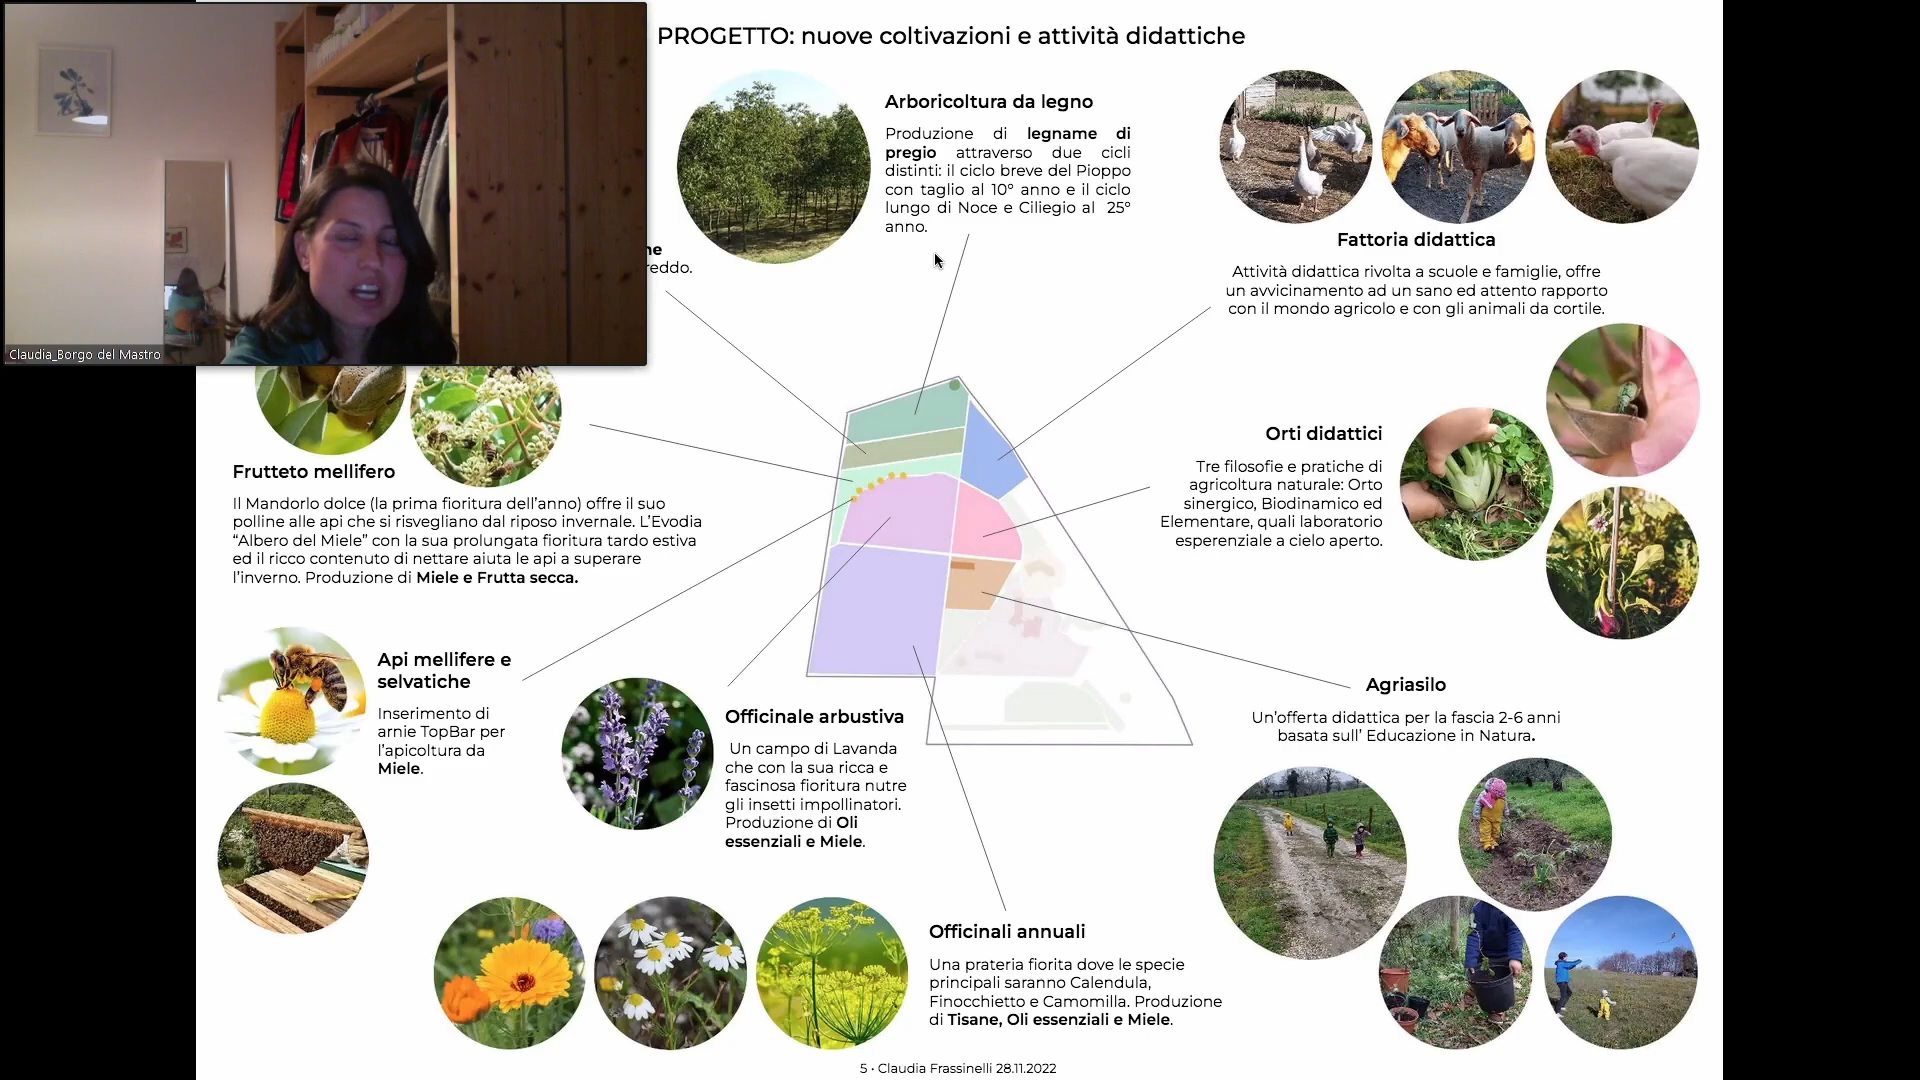 PROGETTO: nuove coltivazioni e attività didattiche
Claudia_Borgo del Mastro
Arboricoltura da legno
Produzione di legname di
pregio attraverso due cicli
distinti: il ciclo breve del Pioppo
con taglio al 10° anno e il ciclo
lungo di Noce e Ciliegio al 25°
anno.
Fattoria didattica
Attività didattica rivolta a scuole e famiglie, offre
un avvicinamento ad un sano ed attento rapporto
con il mondo agricolo e con gli animali da cortile.
Frutteto mellifero
Il Mandorlo dolce (la prima fioritura dell’anno) offre il suo
polline alle api che si risvegliano dal riposo invernale. L’Evodia
“Albero del Miele” con la sua prolungata fioritura tardo estiva
ed il ricco contenuto di nettare aiuta le api a superare
l’inverno. Produzione di Miele e Frutta secca.
Orti didattici
Tre filosofie e pratiche di
agricoltura naturale: Orto
sinergico, Biodinamico ed
Elementare, quali laboratorio
esperenziale a cielo aperto.
Api mellifere e
selvatiche
Inserimento di
arnie TopBar per
l’apicoltura da
Miele.
Officinale arbustiva
Un campo di Lavanda
che con la sua ricca e
fascinosa fioritura nutre
gli insetti impollinatori.
Produzione di Oli
essenziali e Miele.
Agriasilo
Un’offerta didattica per la fascia 2-6 anni
basata sull’ Educazione in Natura.
Officinali annuali
Una prateria fiorita dove le specie
principali saranno Calendula,
Finocchietto e Camomilla. Produzione
di Tisane, Oli essenziali e Miele.
5 · Claudia Frassinelli 28.11.2022